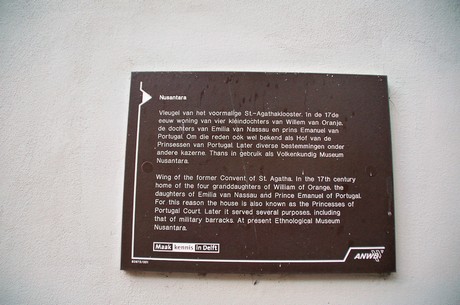 Nusantara
Vleugel van het voormalige St-Agathaklooster. In de 17de
eeuw woning van vier kleindochters van Willem van Oranje,
de dochters van Emilia van Nassau en prins Emanuel van
Portugal. Om die reden ook wel bekend als Hof van de
Prinsessen van Portugal. Later diverse bestemmingen onder
andere kazerne. Thans in gebruik als Volkenkundig Museum
Nusantara.
Wing of the former Convent of St. Agatha. In the 17th century
home of the four granddaughters of William of Orange, the
daughters of Emilia van Nassau and Prince Emanuel of Portugal.
For this reason the house is also known as the Princesses of
Portugal Court. Later it served several purposes, including
that of military barracks. At present Ethnological Museum
Nusantara.
Maak kennis in Delft
ANWB